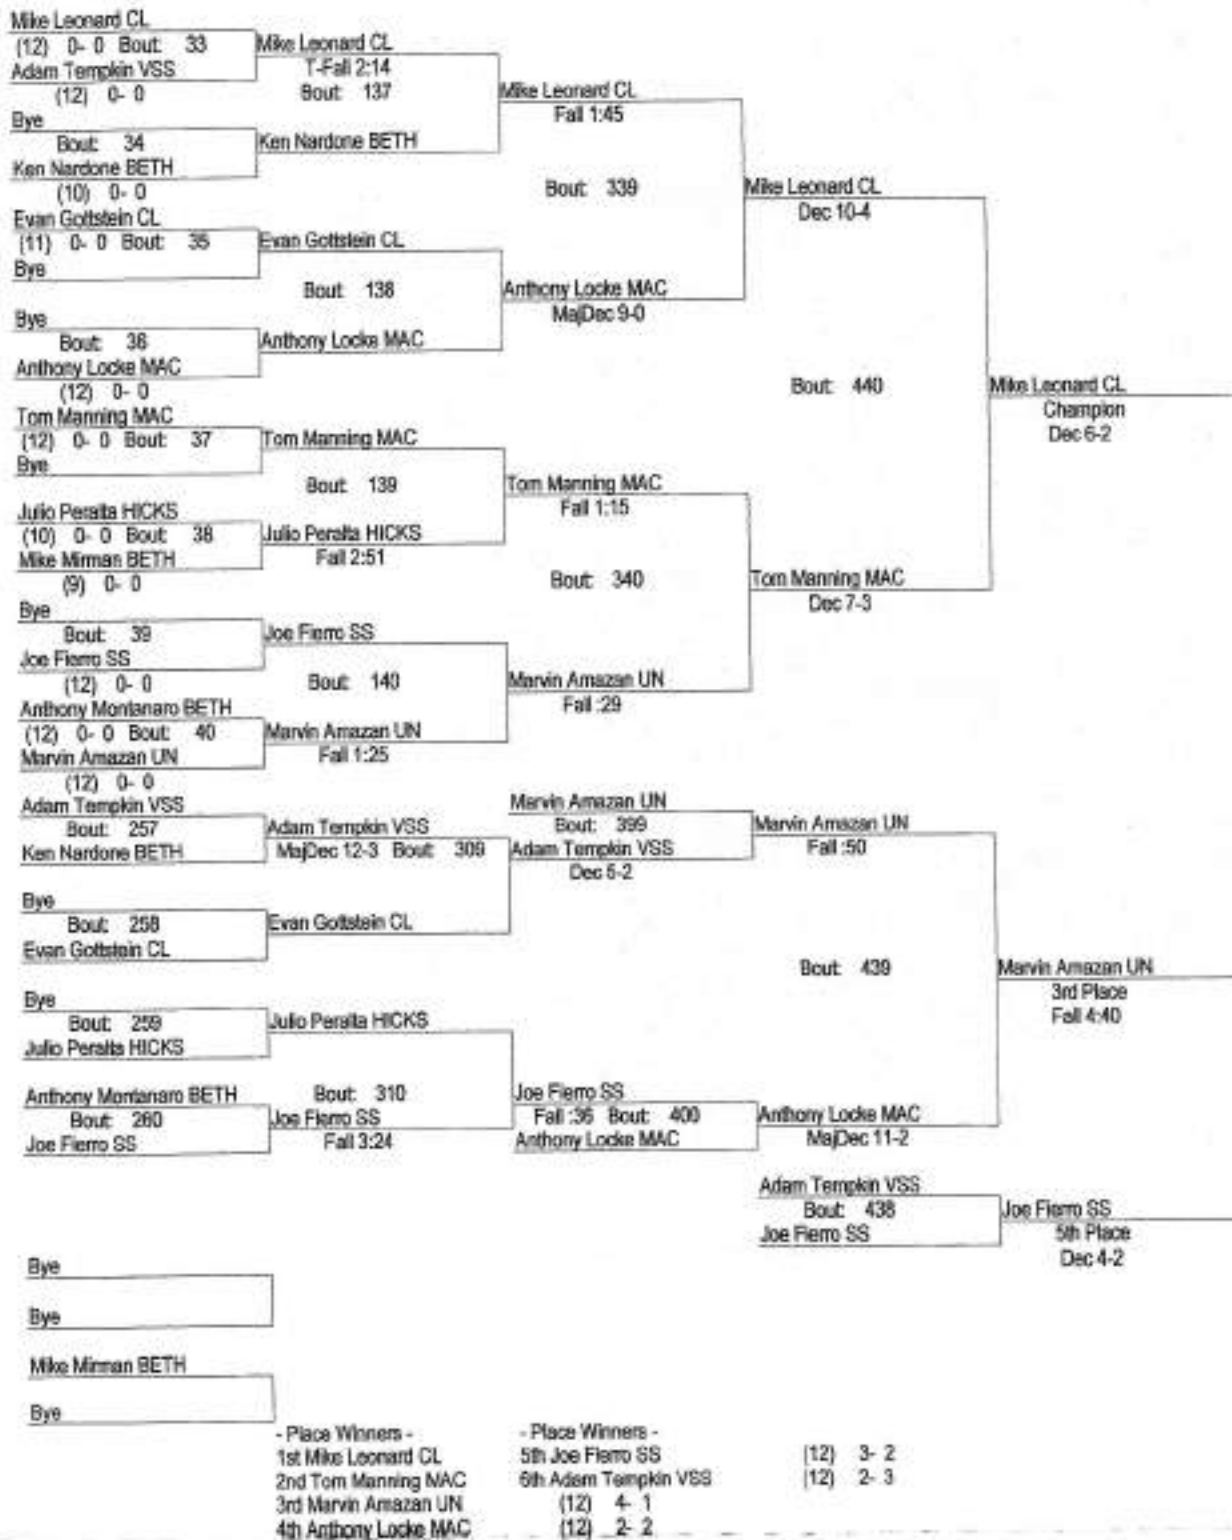 Mike Leonard CL
(12) 0- 0 Bout: 33
Adam Tempkin VSS
(12) 0- 0
Bye
Bout: 34
Ken Nardone BETH
(10) 0- 0
Evan Gottstein CL
(11) 0- 0 Bout: 35
Bye
Bye
Bout: 36
Anthony Locke MAC
(12) 0- 0
Tom Manning MAC
(12) 0- 0 Bout: 37
Bye
Julio Peralta HICKS
(10) 0- 0 Bout: 38
Mike Mirman BETH
(9) 0- 0
Bye
Bout: 39
Joe Fierro SS
(12) 0- 0
Anthony Montanaro BETH
(12) 0- 0 Bout: 40
Marvin Amazan UN
(12) 0- 0
Mike Leonard CL
T-Fall 2:14
Bout: 137
Ken Nardone BETH
Evan Gottstein CL
Bout: 138
Anthony Locke MAC
Tom Manning MAC
Bout: 139
Julio Peralta HICKS
Fall 2:51
Joe Fierro SS
Bout: 140
Marvin Amazan UN
Fall 1:25
Mike Leonard CL
Fall 1:45
Bout: 339
Anthony Locke MAC
MajDec 9-0
Tom Manning MAC
Fall 1:15
Bout: 340
Marvin Amazan UN
Fall :29
Mike Leonard CL
Dec 10-4
Bout: 440
Tom Manning MAC
Dec 7-3
Mike Leonard CL
Champion
Dec 6-2
Adam Tempkin VSS
Bout: 257
Ken Nardone BETH
Bye
Bout: 258
Evan Gottstein CL
Bye
Bout: 259
Julio Peralta HICKS
Anthony Montanaro BETH
Bout: 260
Joe Fierro SS
Adam Tempkin VSS
MajDec 12-3 Bout: 309
Evan Gottstein CL
Julio Peralta HICKS
Bout: 310
Joe Fierro SS
Fall 3:24
Marvin Amazan UN
Bout: 399
Adam Tempkin VSS
Dec 5-2
Joe Fierro SS
Fall :36 Bout: 400
Anthony Locke MAC
Marvin Amazan UN
Fall :50
Bout: 439
Anthony Locke MAC
MajDec 11-2
Marvin Amazan UN
3rd Place
Fall 4:40
Adam Tempkin VSS
Bout: 438
Joe Fierro SS
Joe Fierro SS
5th Place
Dec 4-2
Bye
Bye
Mike Mirman BETH
Bye
- Place Winners -
1st Mike Leonard CL
2nd Tom Manning MAC
3rd Marvin Amazan UN (12) 4- 1
4th Anthony Locke MAC (12) 2- 2
- Place Winners -
5th Joe Fierro SS (12) 3- 2
6th Adam Tempkin VSS (12) 2- 3